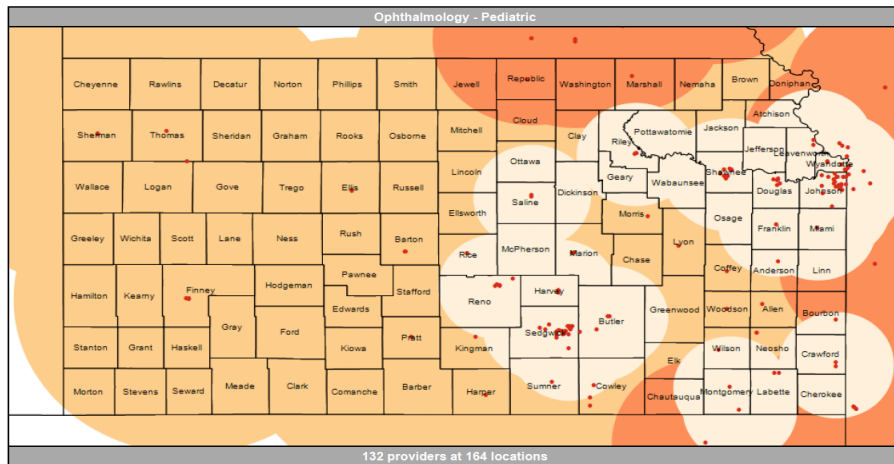 Ophthalmology - Pediatric
Cheyenne Rawlins Decatur Norton Phillips Smith Jewell Republic Washington Marshall Nemaha Brown Doniphan
Atchison
Sherman Thomas Sheridan Graham Rooks Osborne Mitchell Cloud Clay Riley Pottawatomie Jackson
Jefferson Leavenworth Wyandotte
Ottawa
Wallace Logan Gove Trego Ellis Russell Lincoln Saline Dickinson Geary Wabaunsee Shawnee Douglas Johnson
Ellsworth Morris Osage
Greeley Wichita Scott Lane Ness Rush Barton Rice McPherson Marion Chase Lyon Franklin Miami
Pawnee Coffey Anderson Linn
Hamilton Kearny Finney Hodgeman Stafford Reno Harvey
Edwards Butler Greenwood Woodson Allen Bourbon
Gray Ford
Stanton Grant Haskell Kiowa Pratt Kingman Sedgwick Elk Wilson Neosho Crawford
Morton Stevens Seward Meade Clark Comanche Barber Harper Sumner Cowley Chautauqua Montgomery Labette Cherokee
132 providers at 164 locations